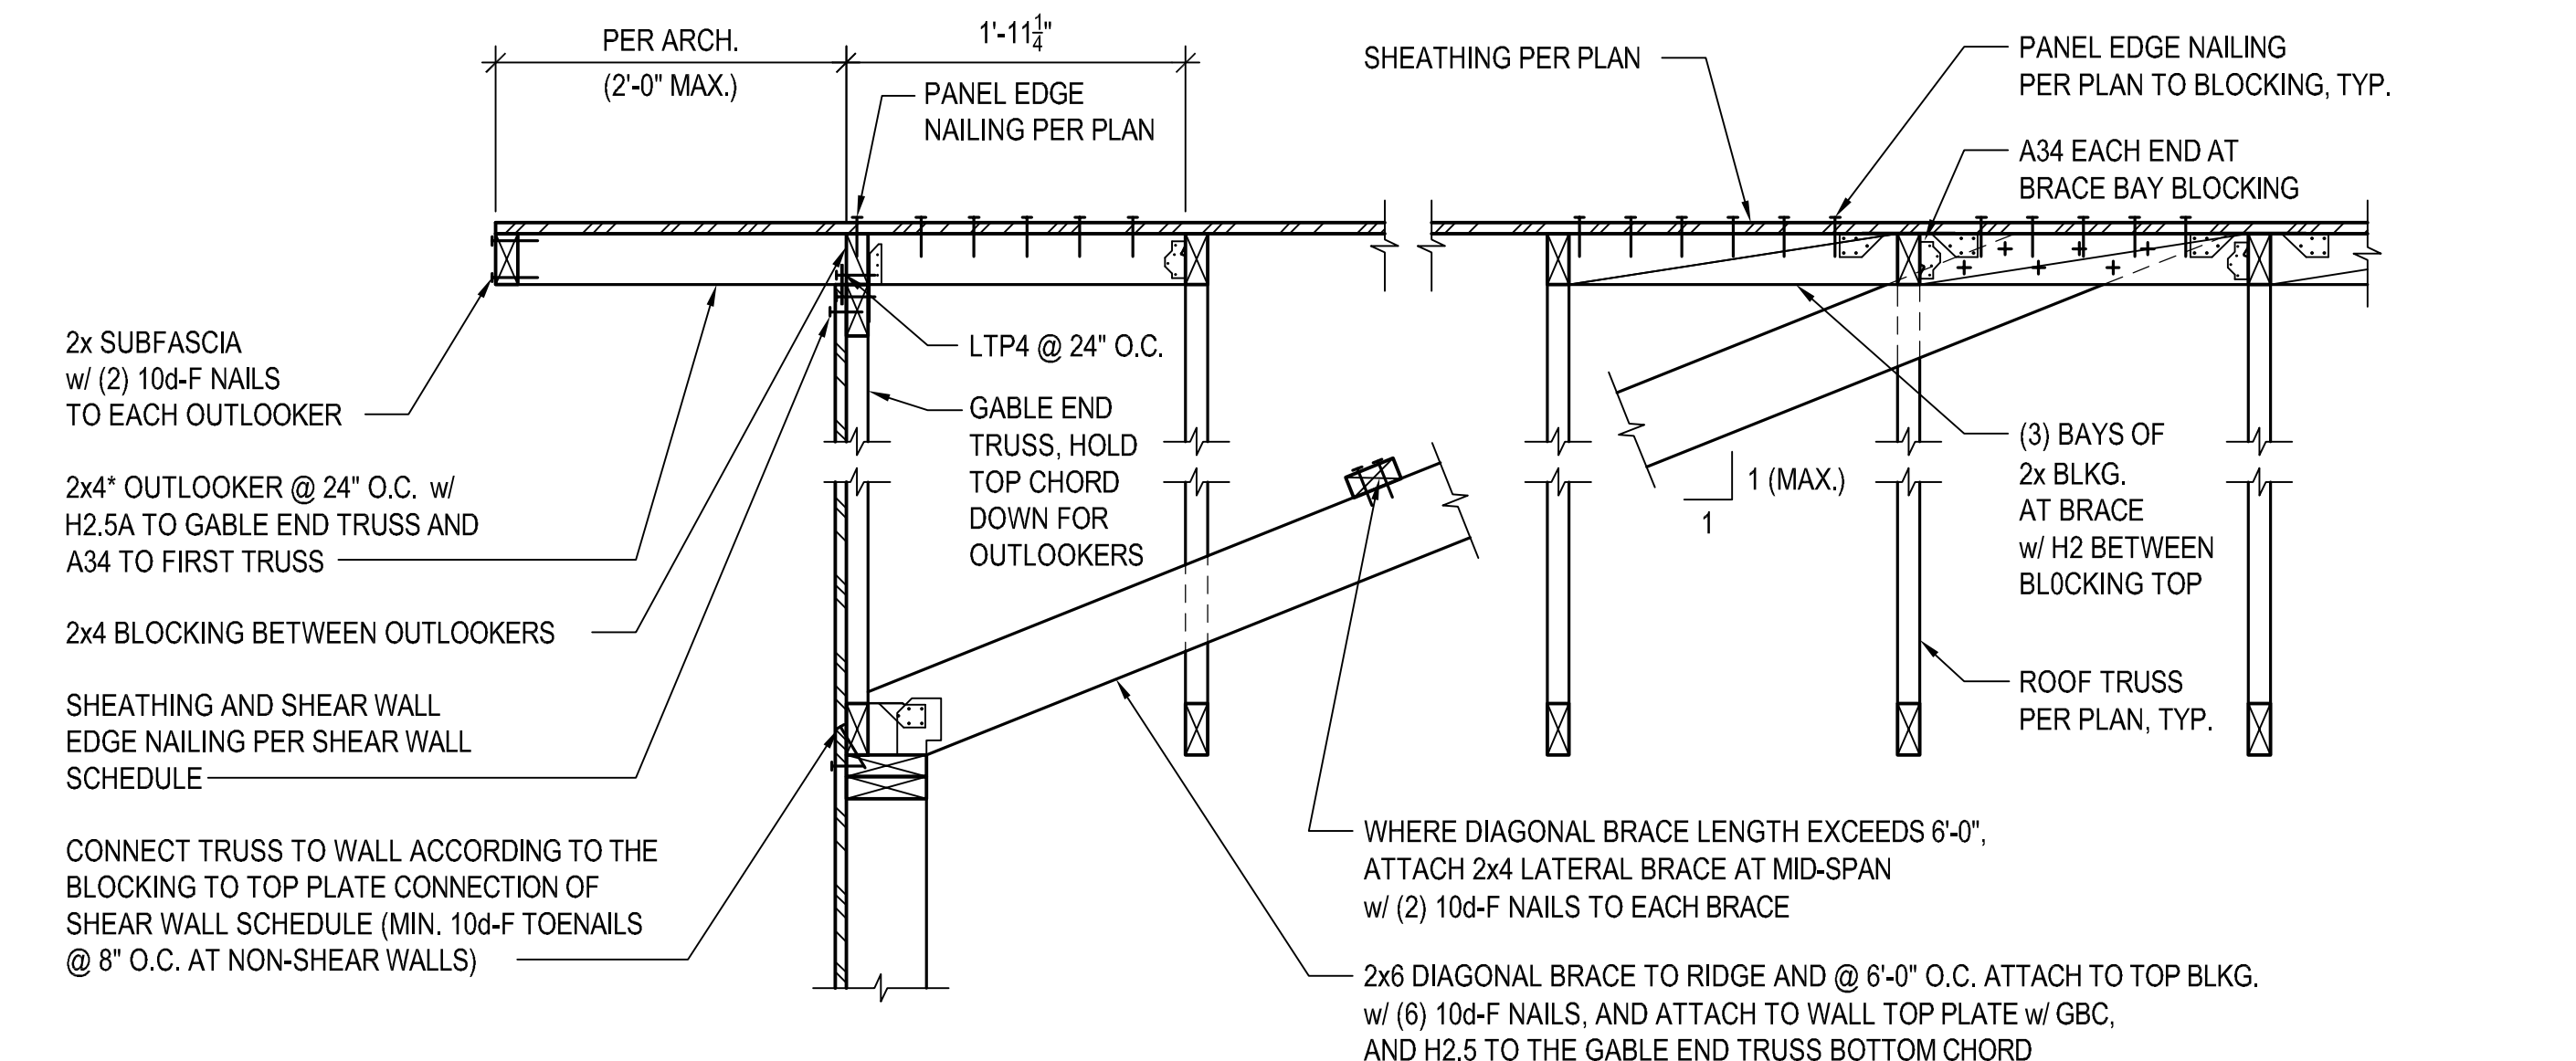 PER ARCH.
(2'-0" MAX.)
1'-11 1/4"
PANEL EDGE
NAILING PER PLAN
SHEATHING PER PLAN
PANEL EDGE NAILING
PER PLAN TO BLOCKING, TYP.
A34 EACH END AT
BRACE BAY BLOCKING
2x SUBFASCIA
w/ (2) 10d-F NAILS
TO EACH OUTLOOKER
2x4* OUTLOOKER @ 24" O.C. w/
H2.5A TO GABLE END TRUSS AND
A34 TO FIRST TRUSS
2x4 BLOCKING BETWEEN OUTLOOKERS
SHEATHING AND SHEAR WALL
EDGE NAILING PER SHEAR WALL
SCHEDULE
CONNECT TRUSS TO WALL ACCORDING TO THE
BLOCKING TO TOP PLATE CONNECTION OF
SHEAR WALL SCHEDULE (MIN. 10d-F TOENAILS
@ 8" O.C. AT NON-SHEAR WALLS)
LTP4 @ 24" O.C.
GABLE END
TRUSS, HOLD
TOP CHORD
DOWN FOR
OUTLOOKERS
1 (MAX.)
1
(3) BAYS OF
2x BLKG.
AT BRACE
w/ H2 BETWEEN
BL0CKING TOP
ROOF TRUSS
PER PLAN, TYP.
WHERE DIAGONAL BRACE LENGTH EXCEEDS 6'-0",
ATTACH 2x4 LATERAL BRACE AT MID-SPAN
w/ (2) 10d-F NAILS TO EACH BRACE
2x6 DIAGONAL BRACE TO RIDGE AND @ 6'-0" O.C. ATTACH TO TOP BLKG.
w/ (6) 10d-F NAILS, AND ATTACH TO WALL TOP PLATE w/ GBC,
AND H2.5 TO THE GABLE END TRUSS BOTTOM CHORD